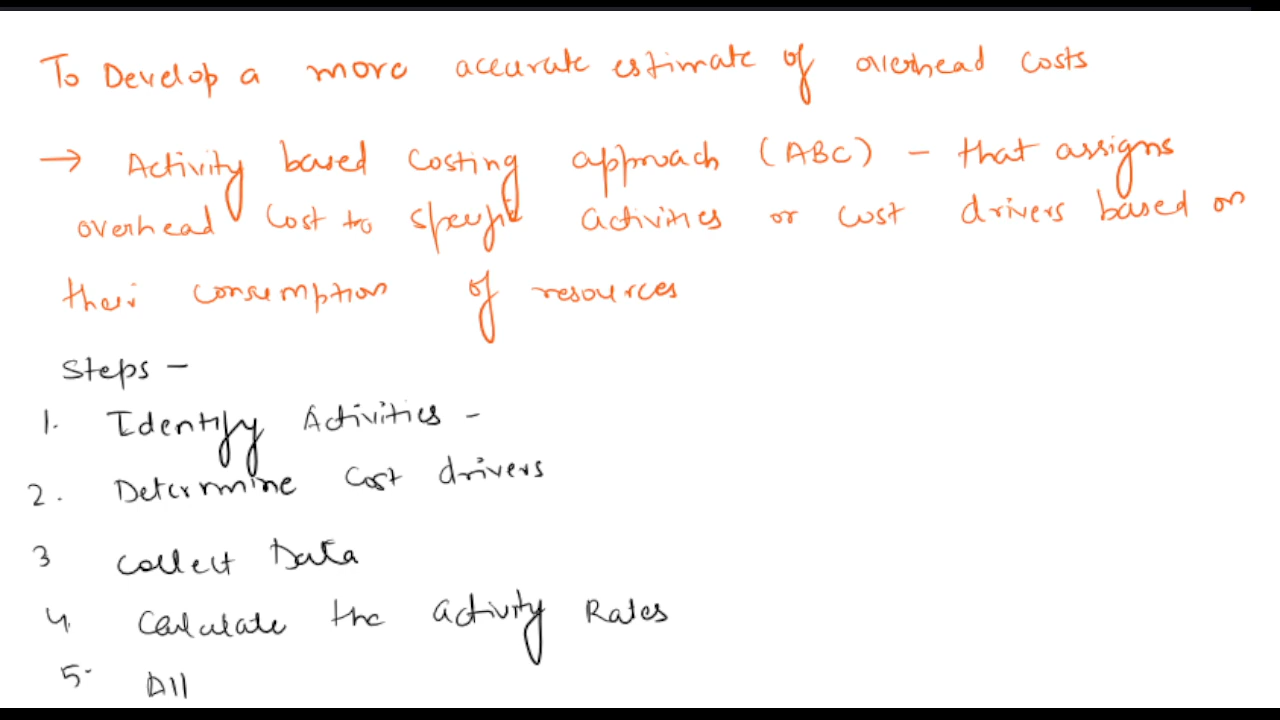 To Develop a more accurate estimate of overhead costs
→ Activity based costing approach (ABC) - that assigns
overhead cost to specific activities or cost drivers based on
their consumption of resources
Steps -
1. Identify Activities -
2. Determine cost drivers
3 Collect Data
4. Calculate the activity Rates
5. All